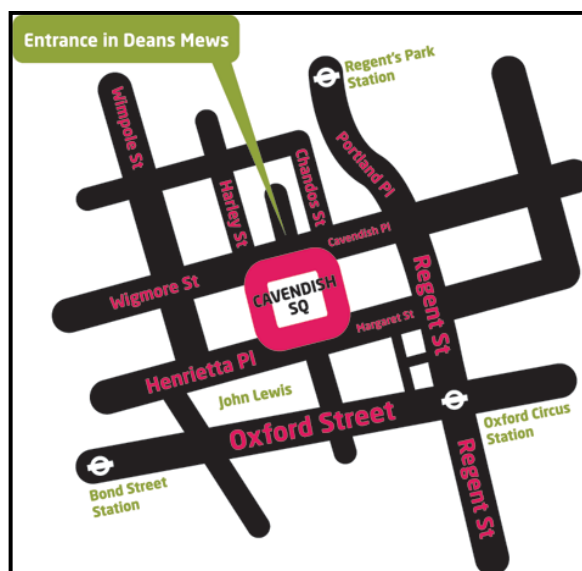 Entrance in Deans Mews
Regent's Park
Station
Wimpole St
Harley St
Chandos St
Portland Pl
Cavendish Pl
Wigmore St
CAVENDISH
SQ
Regent St
Margaret St
Henrietta Pl
John Lewis
Oxford Street
Oxford Circus
Station
Bond Street
Station
Regent St